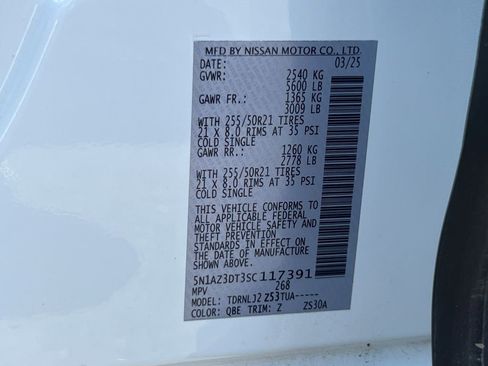 MFD BY NISSAN MOTOR CO., LTD.
DATE: 03/25
GVWR: 2540 KG
5600 LB
GAWR FR.: 1365 KG
3009 LB
WITH 255/50R21 TIRES
21 X 8.0 RIMS AT 35 PSI
COLD SINGLE
GAWR RR.: 1260 KG
2778 LB
WITH 255/50R21 TIRES
21 X 8.0 RIMS AT 35 PSI
COLD SINGLE
THIS VEHICLE CONFORMS TO
ALL APPLICABLE FEDERAL
MOTOR VEHICLE SAFETY AND
THEFT PREVENTION
STANDARDS IN EFFECT ON
THE DATE OF MANUFACTURE
SHOWN ABOVE.
5N1AZ3DT3SC117391
MPV 268
MODEL: TDRNLJ2 ZS3TUA-----
COLOR: QBE TRIM: Z ZS30A